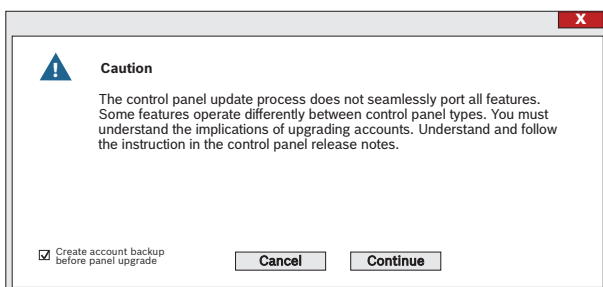 X
Caution
The control panel update process does not seamlessly port all features.
Some features operate differently between control panel types. You must
understand the implications of upgrading accounts. Understand and follow
the instruction in the control panel release notes.
Create account backup
before panel upgrade
Cancel
Continue